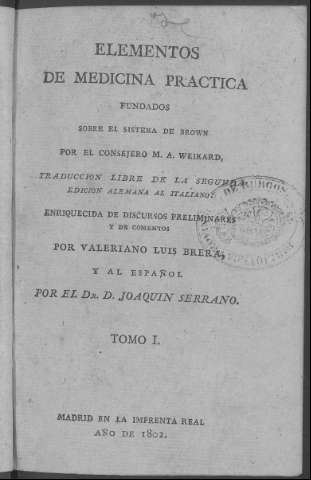 ELEMENTOS
DE MEDICINA PRACTICA
FUNDADOS
SOBRE EL SISTEMA DE BROWN
POR EL CONSEJERO M. A. WEIKARD,
TRADUCCION LIBRE DE LA SEGUNDA
EDICION ALEMANA AL ITALIANO:
ENRIQUECIDA DE DISCURSOS PRELIMINARES
Y DE COMENTOS
POR VALERIANO LUIS BRERA;
Y AL ESPAÑOL
POR EL DR. D. JOAQUIN SERRANO.
TOMO I.
MADRID EN LA IMPRENTA REAL
AÑO DE 1802.
DE BURGOS